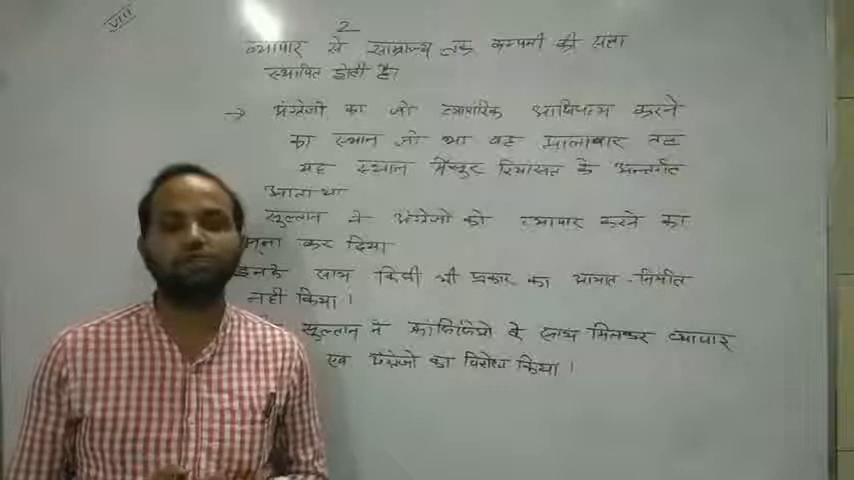 VIII
2
व्यापार से साम्राज्य तक कम्पनी की सत्ता
स्थापित होती है।
→ अंग्रेजो का जो व्यापारिक आधिपत्य करने
का स्थान जो था वह मालाबार तट
यह स्थान मैसूर रियासत के अन्तर्गत
आता था
सुल्तान ने अंग्रेजो को व्यापार करने का
मना कर दिया
इनके साथ किसी भी प्रकार का आयात - निर्यात
नहीं किया।
सुल्तान ने फ्रांसिसियो के साथ मिलकर व्यापार
एवं अंग्रेजो का विरोध किया।